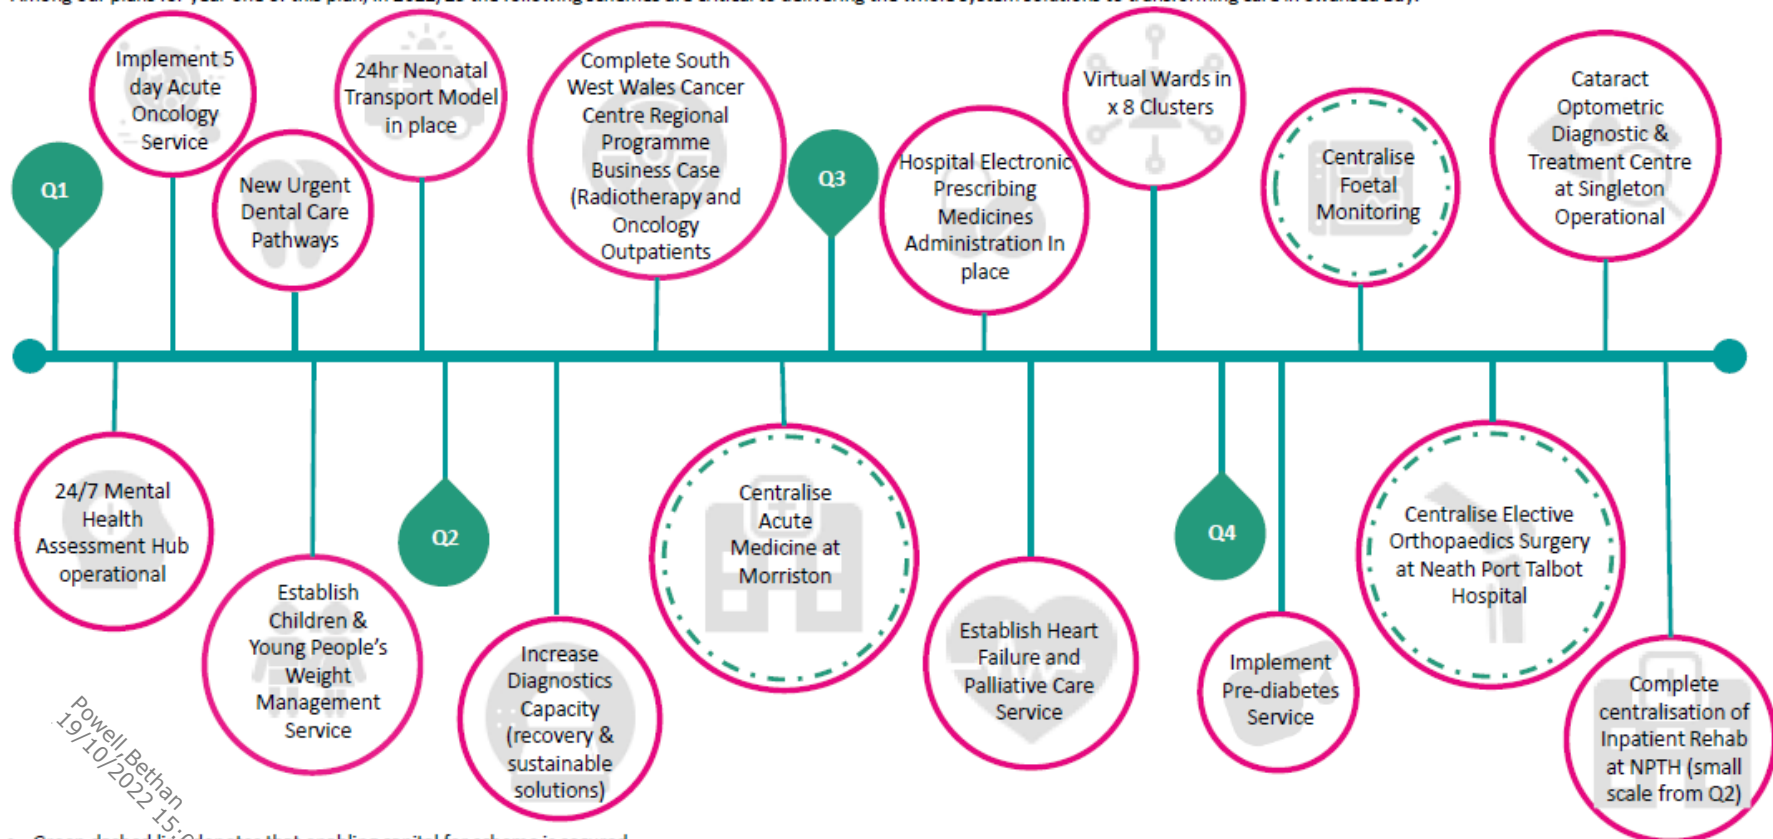 Implement 5
day Acute
Oncology
Service
24hr Neonatal
Transport Model
in place
Complete South
West Wales Cancer
Centre Regional
Programme
Business Case
(Radiotherapy and
Oncology
Outpatients
Virtual Wards in
x 8 Clusters
Cataract
Optometric
Diagnostic &
Treatment Centre
at Singleton
Operational
Q1
New Urgent
Dental Care
Pathways
Q3
Hospital Electronic
Prescribing
Medicines
Administration In
place
Centralise
Foetal
Monitoring
24/7 Mental
Health
Assessment Hub
operational
Establish
Children &
Young People's
Weight
Management
Service
Q2
Increase
Diagnostics
Capacity
(recovery &
sustainable
solutions)
Centralise
Acute
Medicine at
Morriston
Establish Heart
Failure and
Palliative Care
Service
Q4
Implement
Pre-diabetes
Service
Centralise Elective
Orthopaedics Surgery
at Neath Port Talbot
Hospital
Complete
centralisation of
Inpatient Rehab
at NPTH (small
scale from Q2)
Powell,Bethan
19/10/2022 15: